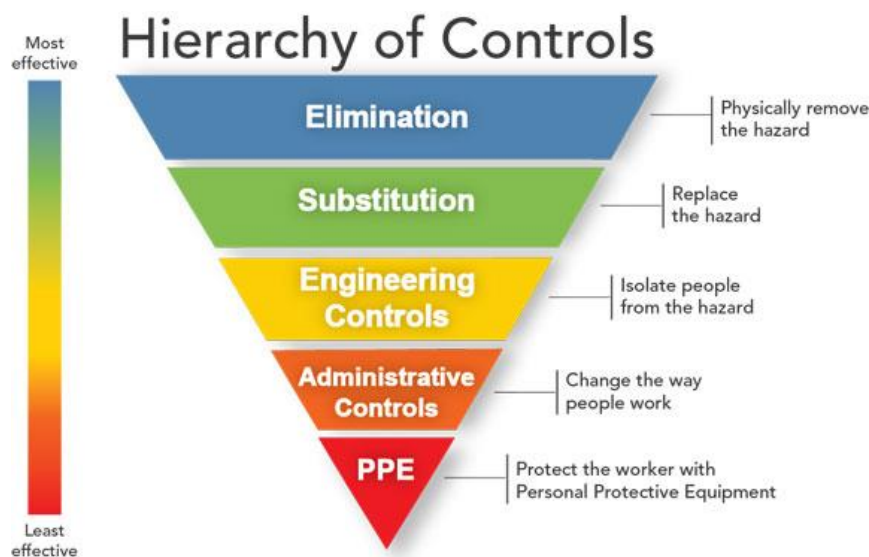 Hierarchy of Controls
Most
effective
Elimination
Physically remove
the hazard
Substitution
Replace
the hazard
Engineering
Controls
Isolate people
from the hazard
Administrative
Controls
Change the way
people work
PPE
Protect the worker with
Personal Protective Equipment
Least
effective